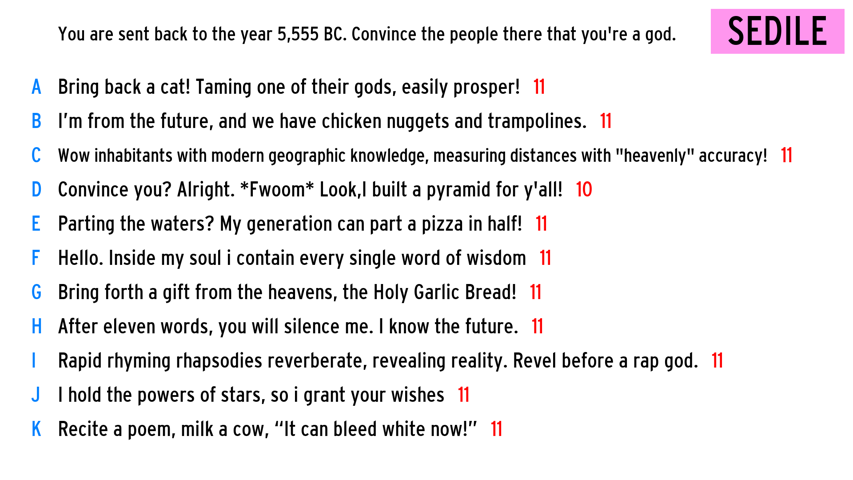 You are sent back to the year 5,555 BC. Convince the people there that you're a god.
SEDILE
A Bring back a cat! Taming one of their gods, easily prosper! 11
B I’m from the future, and we have chicken nuggets and trampolines. 11
C Wow inhabitants with modern geographic knowledge, measuring distances with "heavenly" accuracy! 11
D Convince you? Alright. *Fwoom* Look,I built a pyramid for y'all! 10
E Parting the waters? My generation can part a pizza in half! 11
F Hello. Inside my soul i contain every single word of wisdom 11
G Bring forth a gift from the heavens, the Holy Garlic Bread! 11
H After eleven words, you will silence me. I know the future. 11
I Rapid rhyming rhapsodies reverberate, revealing reality. Revel before a rap god. 11
J I hold the powers of stars, so i grant your wishes 11
K Recite a poem, milk a cow, “It can bleed white now!” 11